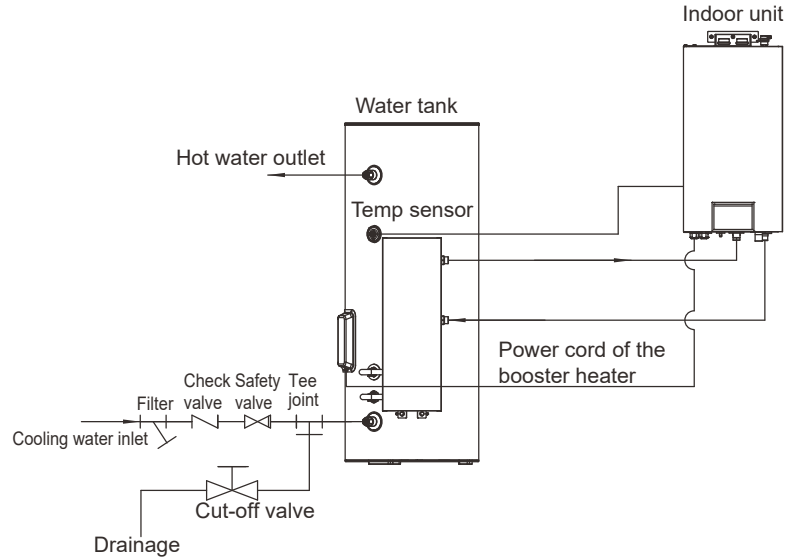 Indoor unit
Water tank
Hot water outlet
Temp sensor
Power cord of the
booster heater
Check
valve
Safety
valve
Tee
joint
Filter
Cooling water inlet
Cut-off valve
Drainage